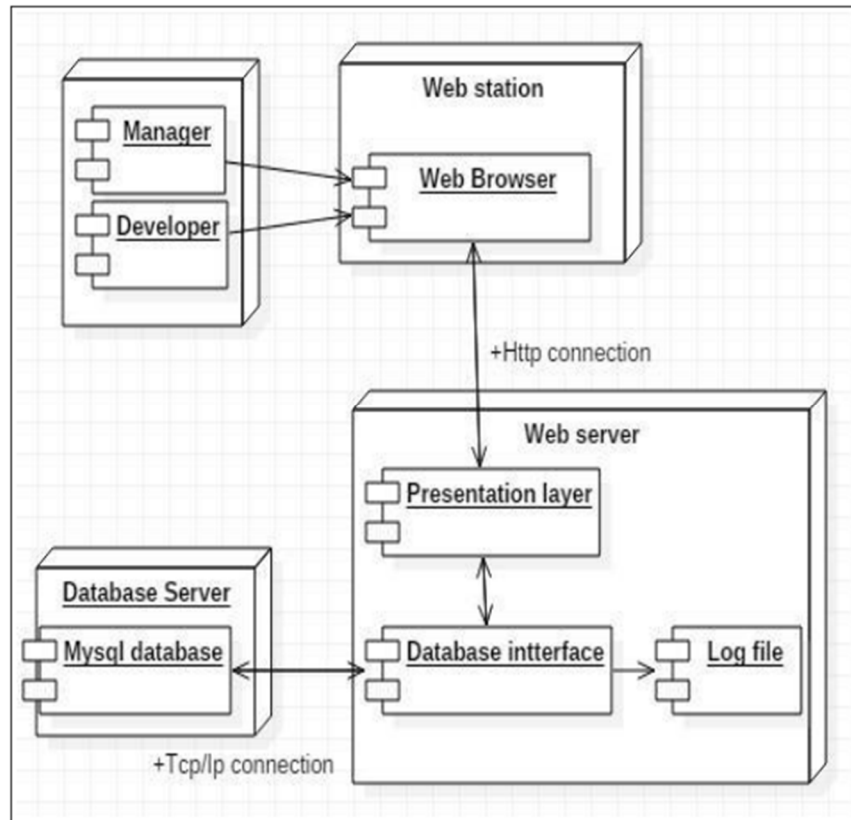 Manager
Developer
Web station
Web Browser
+Http connection
Web server
Presentation layer
Database Server
Mysql database
Database intterface
Log file
+Tcp/Ip connection